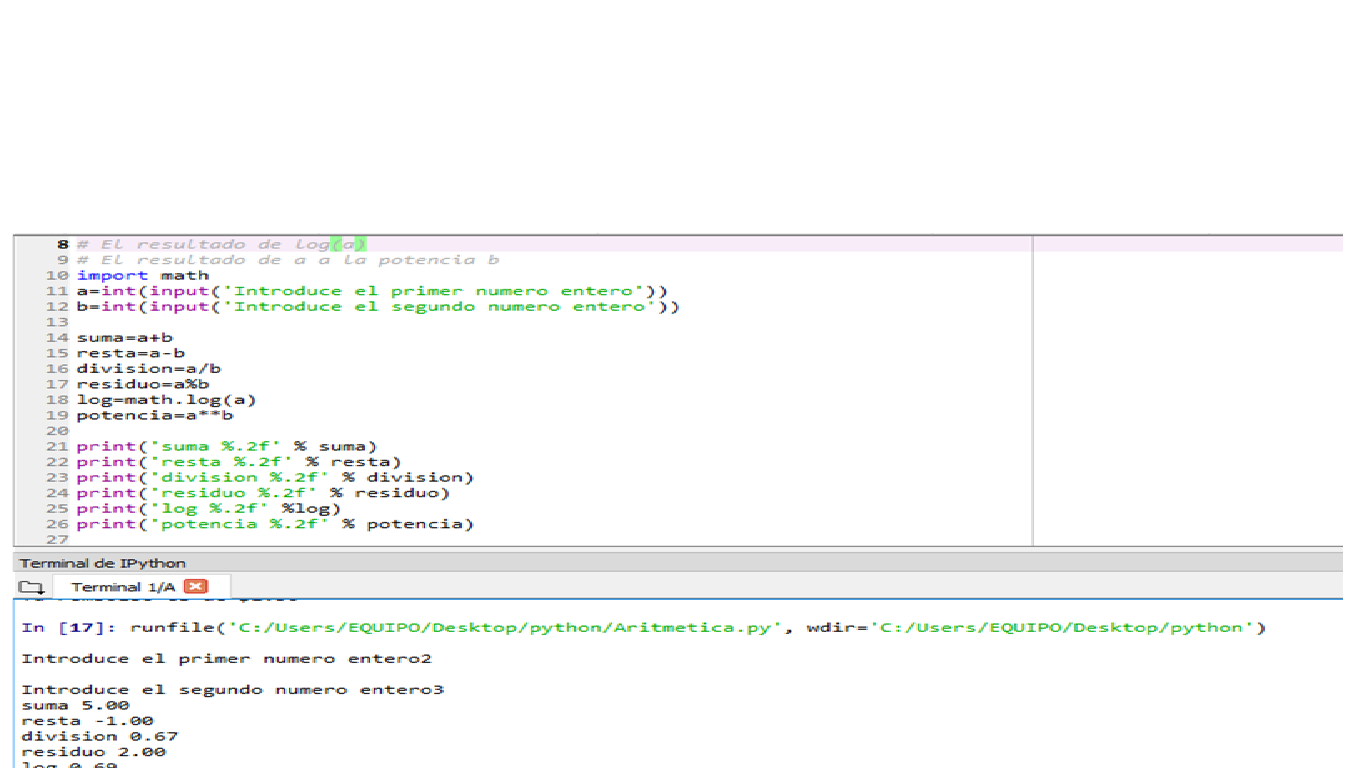 8 # El resultado de log(a)
9 # El resultado de a a la potencia b
10 import math
11 a=int(input('Introduce el primer numero entero'))
12 b=int(input('Introduce el segundo numero entero'))
13
14 suma=a+b
15 resta=a-b
16 division=a/b
17 residuo=a%b
18 log=math.log(a)
19 potencia=a**b
20
21 print('suma %.2f' % suma)
22 print('resta %.2f' % resta)
23 print('division %.2f' % division)
24 print('residuo %.2f' % residuo)
25 print('log %.2f' %log)
26 print('potencia %.2f' % potencia)
27
Terminal de IPython
Terminal 1/A
In [17]: runfile('C:/Users/EQUIPO/Desktop/python/Aritmetica.py', wdir='C:/Users/EQUIPO/Desktop/python')
Introduce el primer numero entero2
Introduce el segundo numero entero3
suma 5.00
resta -1.00
division 0.67
residuo 2.00
log 0.69